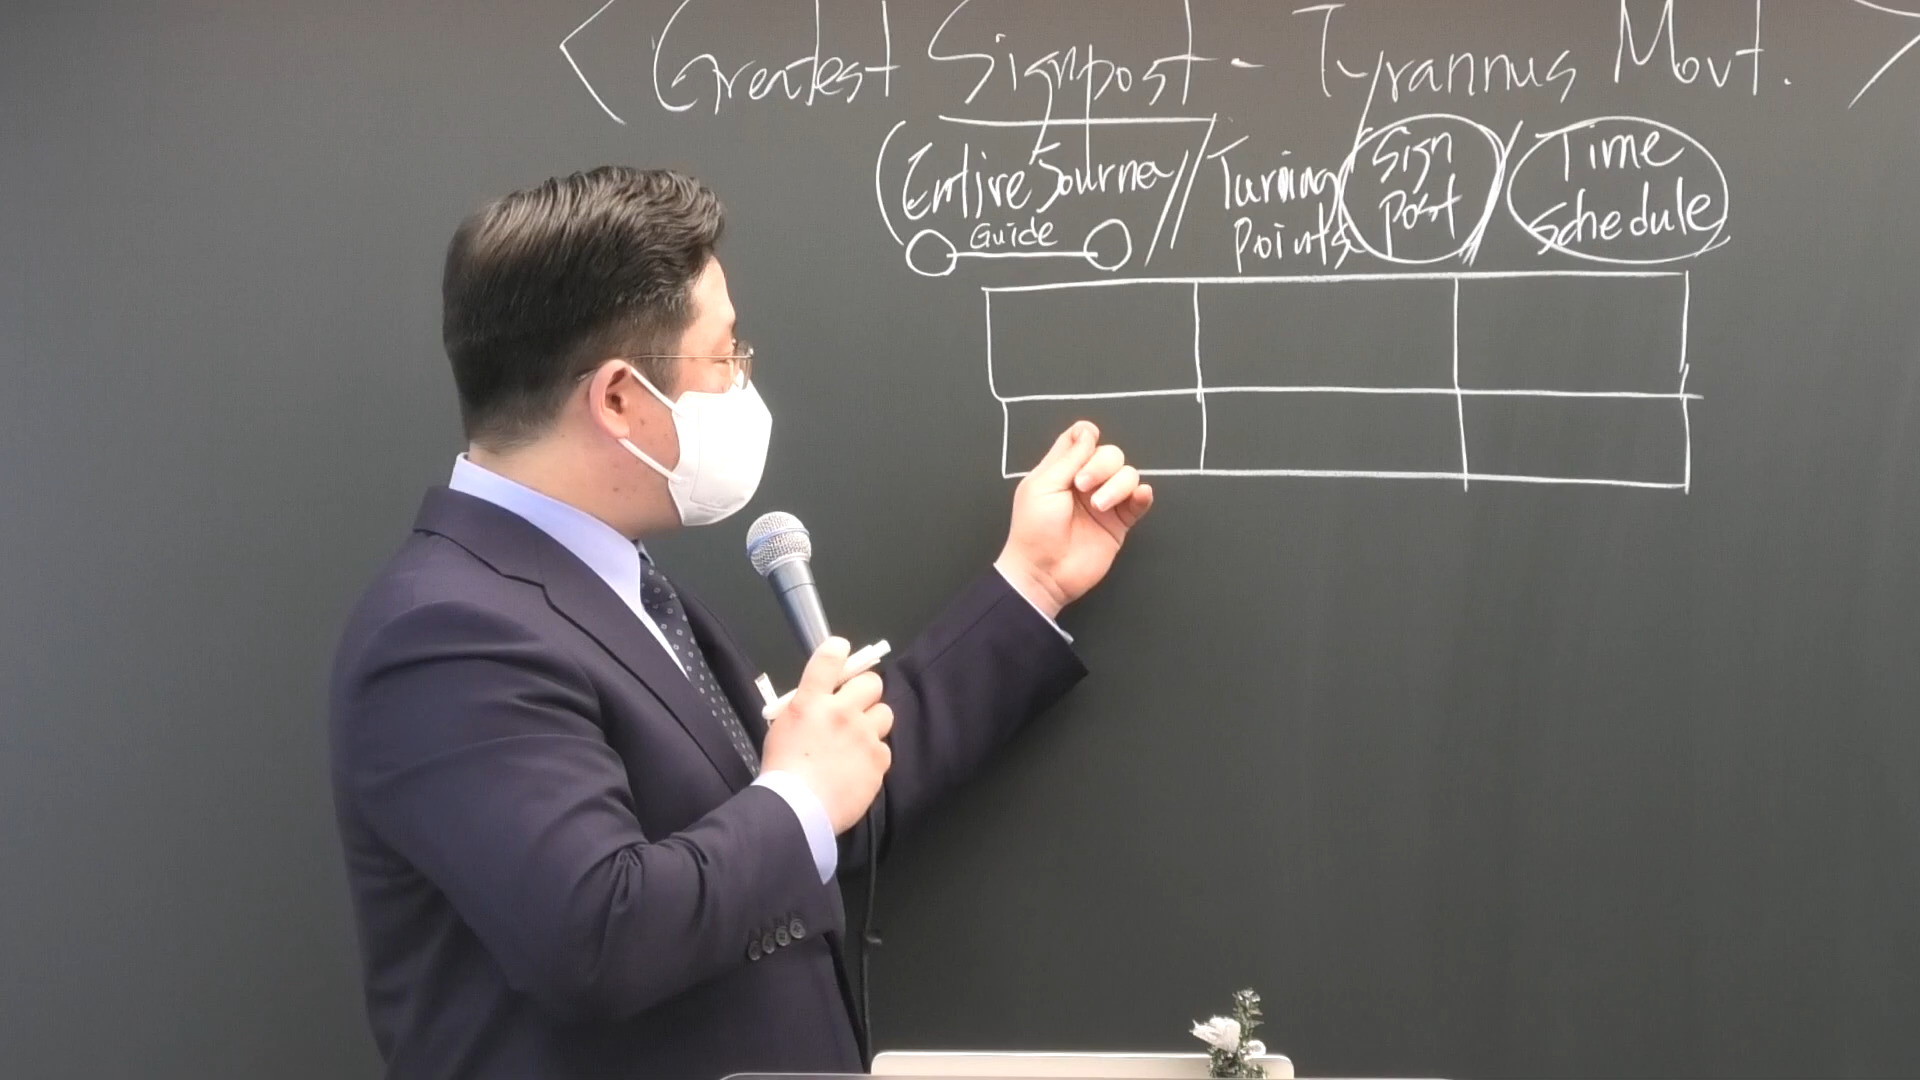 < Greatest Signpost - Tyrannus Movt. >
(Entire Journey // Turning Points / Sign Post / Time Schedule
Guide